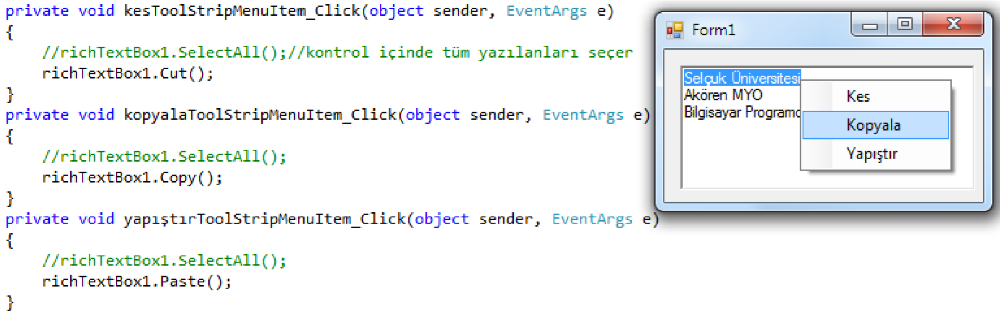 private void kesToolStripMenuItem_Click(object sender, EventArgs e)
{
//richTextBox1.SelectAll();//kontrol içinde tüm yazılanları seçer
richTextBox1.Cut();
}
private void kopyalaToolStripMenuItem_Click(object sender, EventArgs e)
{
//richTextBox1.SelectAll();
richTextBox1.Copy();
}
private void yapıştırToolStripMenuItem_Click(object sender, EventArgs e)
{
//richTextBox1.SelectAll();
richTextBox1.Paste();
}
Form1
Selçuk Üniversitesi
Akören MYO
Bilgisayar
Kes
Kopyala
Yapıştır